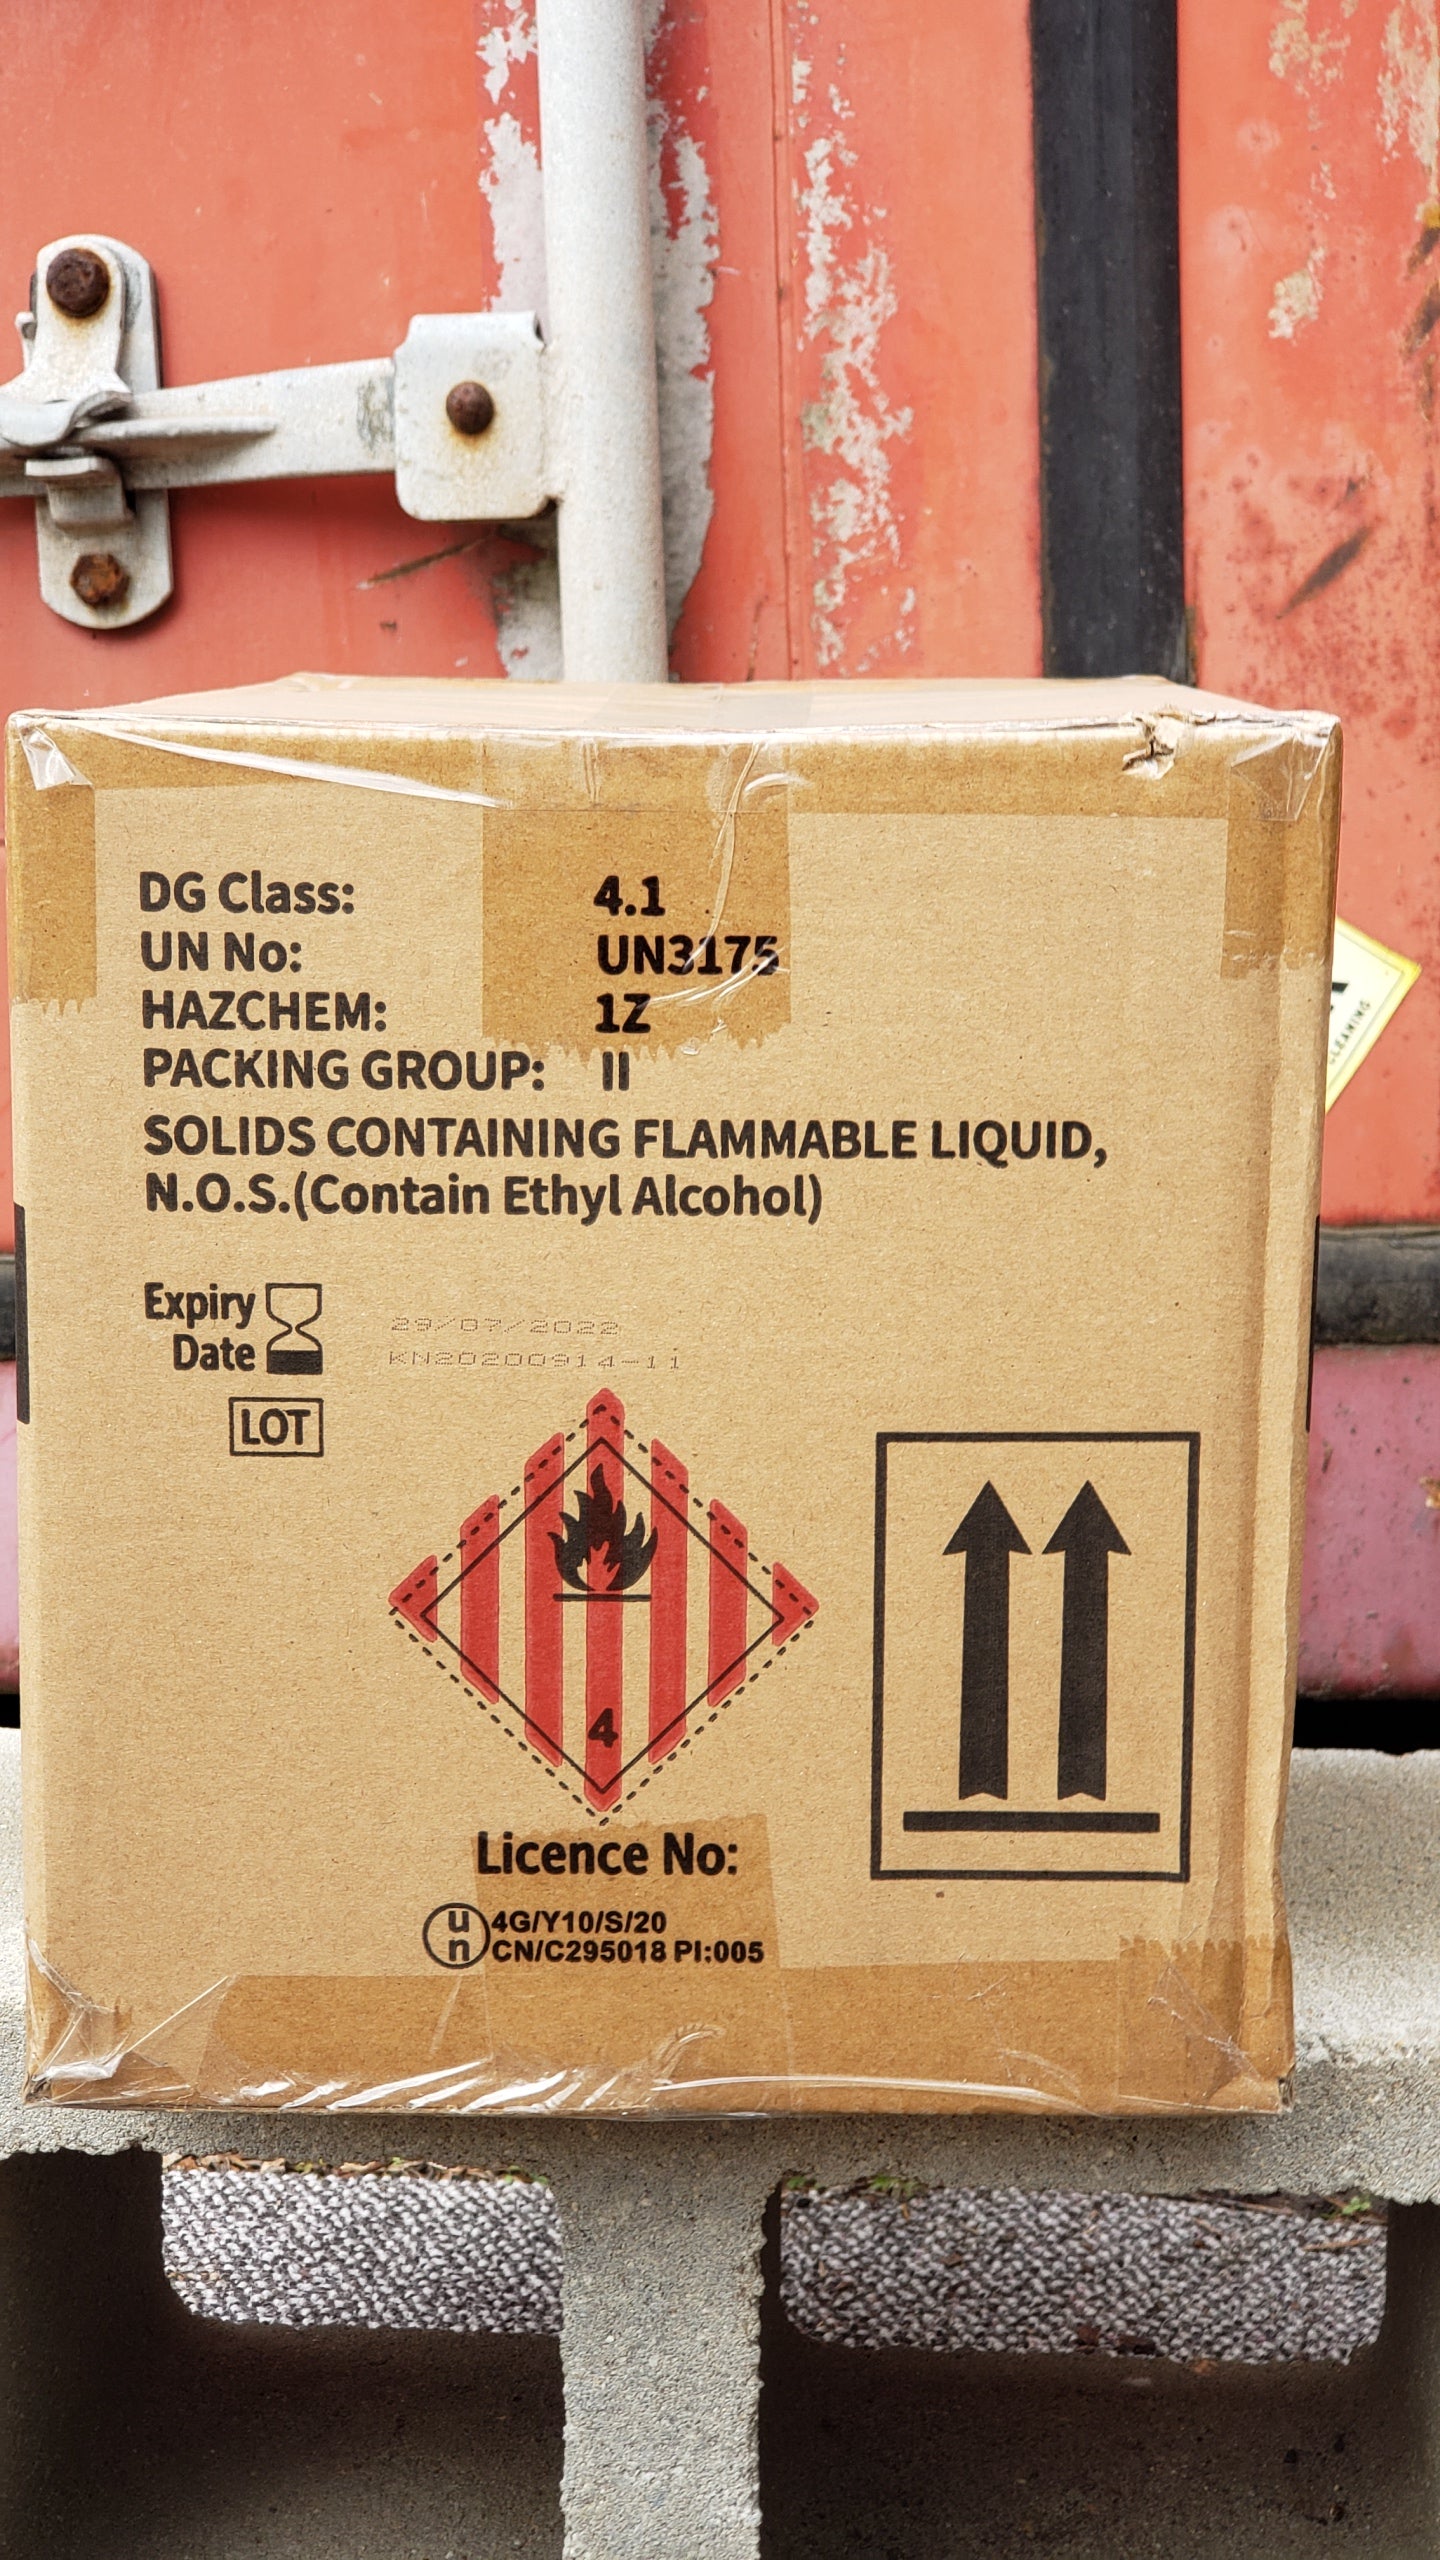 DG Class: 4.1
UN No: UN3175
HAZCHEM: 1Z
PACKING GROUP: II
SOLIDS CONTAINING FLAMMABLE LIQUID,
N.O.S.(Contain Ethyl Alcohol)
Expiry
Date
29/07/2022
KN20200914-11
LOT
4
Licence No:
un
4G/Y10/S/20
CN/C295018 PI:005